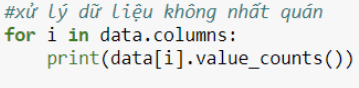 #xử lý dữ liệu không nhất quán
for i in data.columns:
    print(data[i].value_counts())